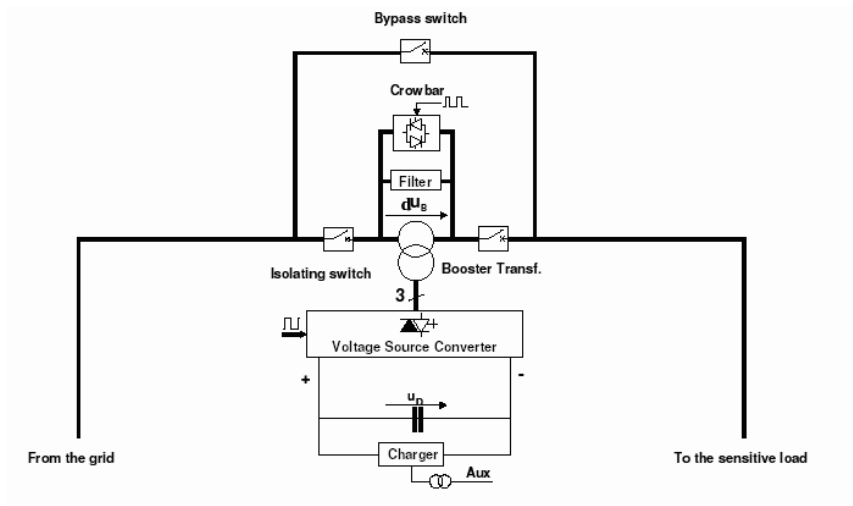 Bypass switch
Crowbar
Filter
duB
Isolating switch
Booster Transf.
3
Voltage Source Converter
+
-
uD
From the grid
Charger
To the sensitive load
Aux